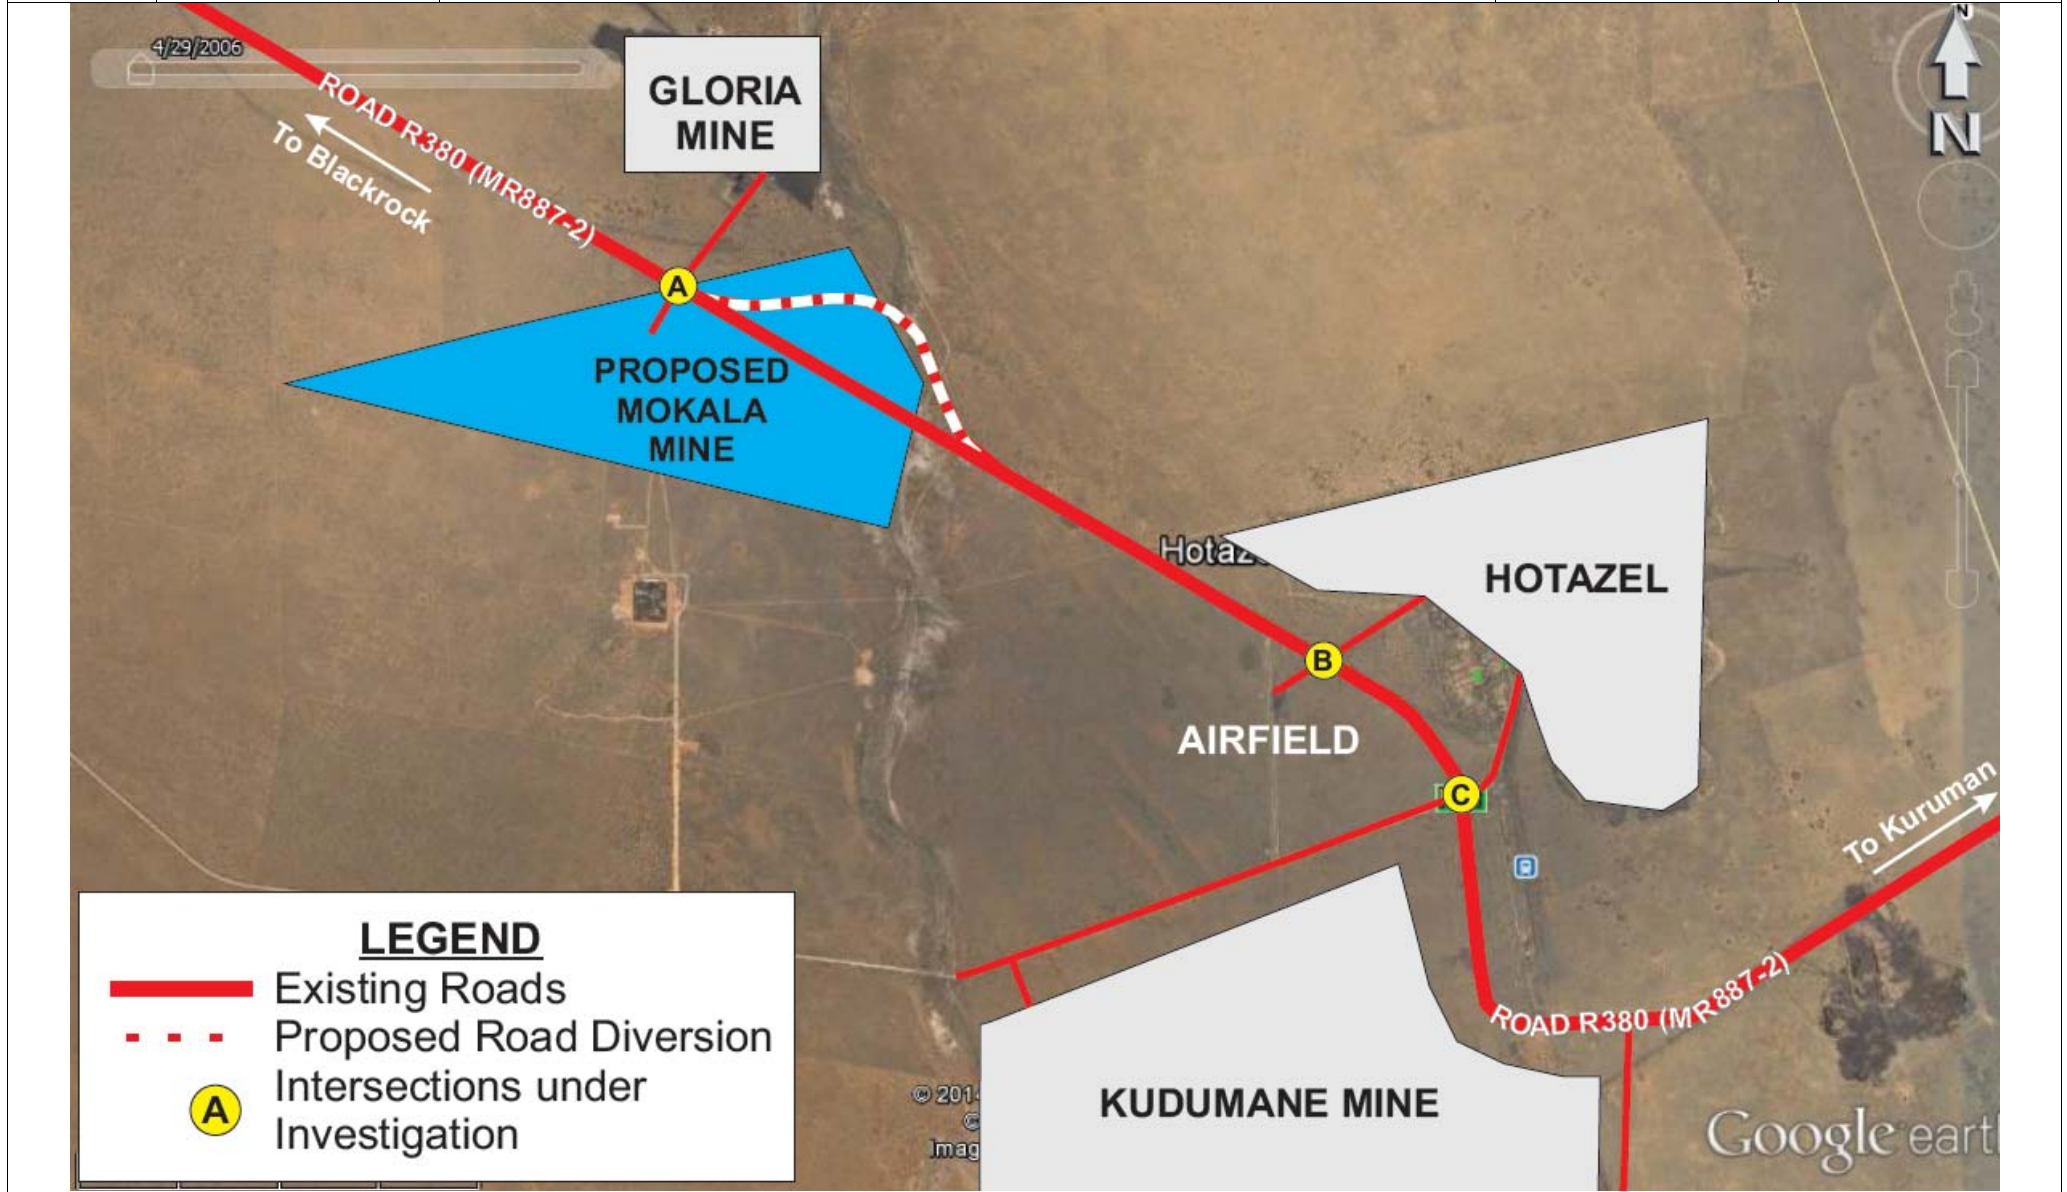 4/29/2006
N
N
GLORIA
MINE
ROAD R380 (MR887-2)
To Blackrock
A
PROPOSED
MOKALA
MINE
HOTAZEL
B
AIRFIELD
C
To Kuruman
LEGEND
Existing Roads
Proposed Road Diversion
A
Intersections under
Investigation
ROAD R380 (MR887-2)
KUDUMANE MINE
© 201
©
Google